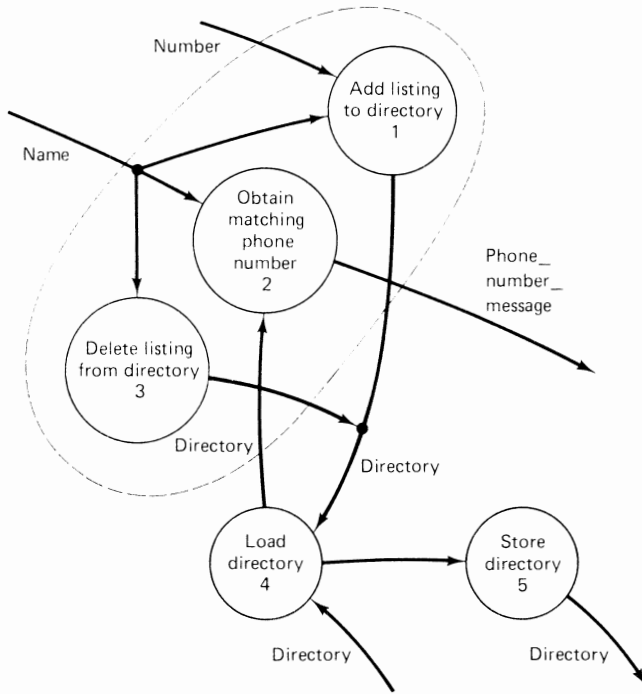 Number
Add listing
to directory
1
Name
Obtain
matching
phone
number
2
Phone_
number_
message
Delete listing
from directory
3
Directory
Directory
Load
directory
4
Store
directory
5
Directory
Directory